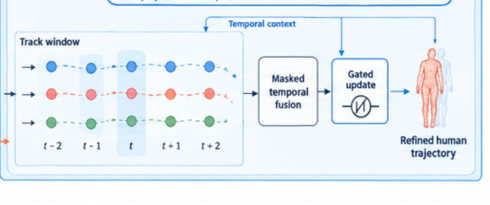 Temporal context
Track window
Masked
temporal
fusion
Gated
update
t - 2
t - 1
t
t + 1
t + 2
Refined human
trajectory